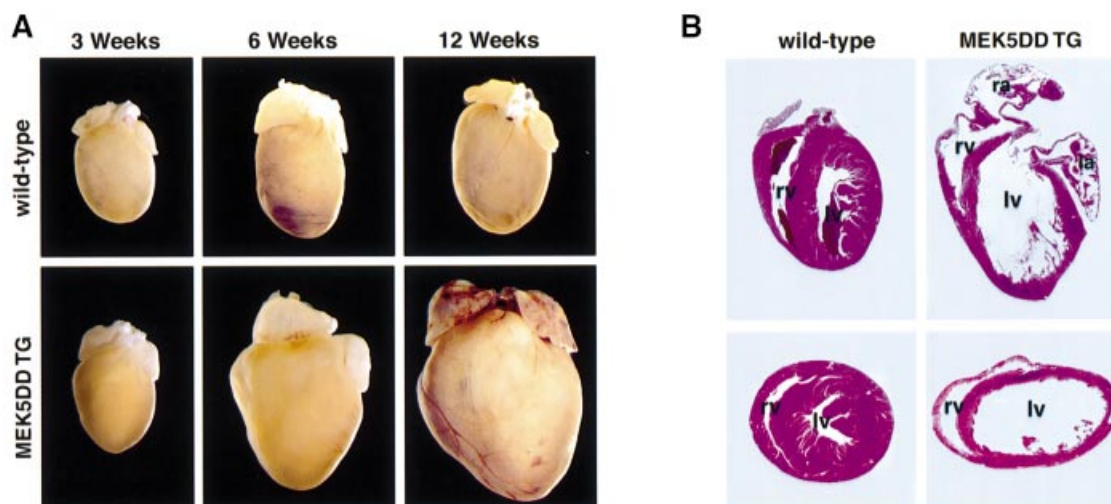 A
3 Weeks
6 Weeks
12 Weeks
wild-type
MEK5DD TG
B
wild-type
MEK5DD TG
rv
lv
ra
rv
la
lv
rv
lv
rv
lv